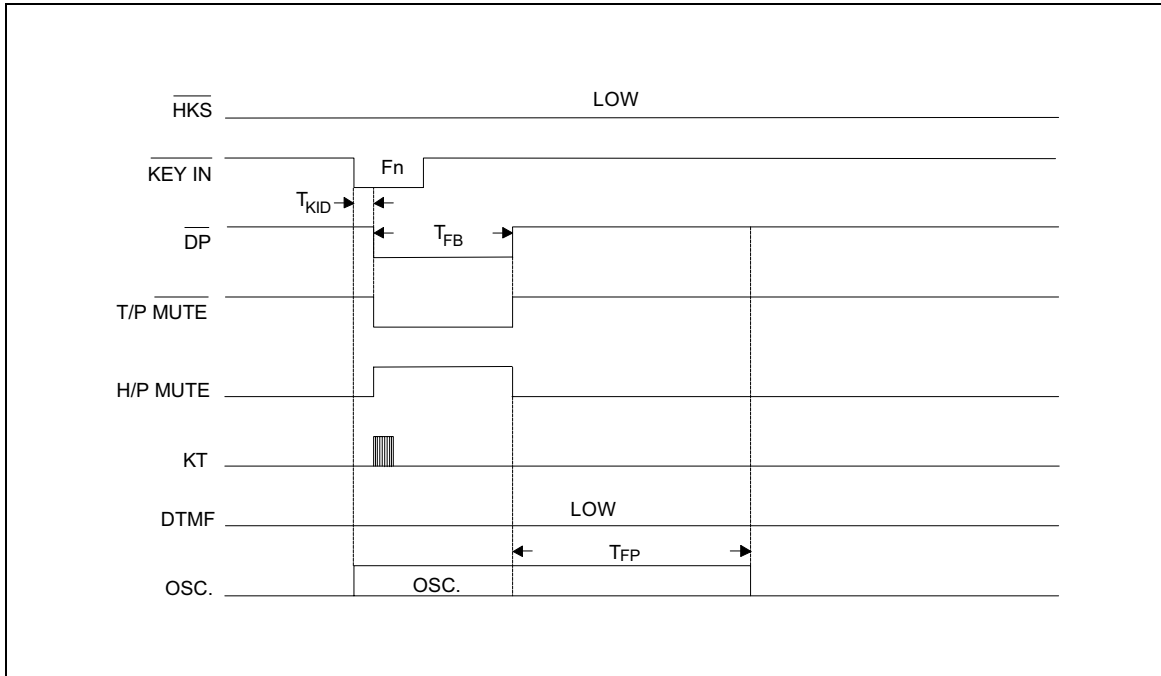 HKS
LOW
KEY IN
Fn
TKID
DP
TFB
T/P MUTE
H/P MUTE
KT
DTMF
LOW
TFP
OSC.
OSC.